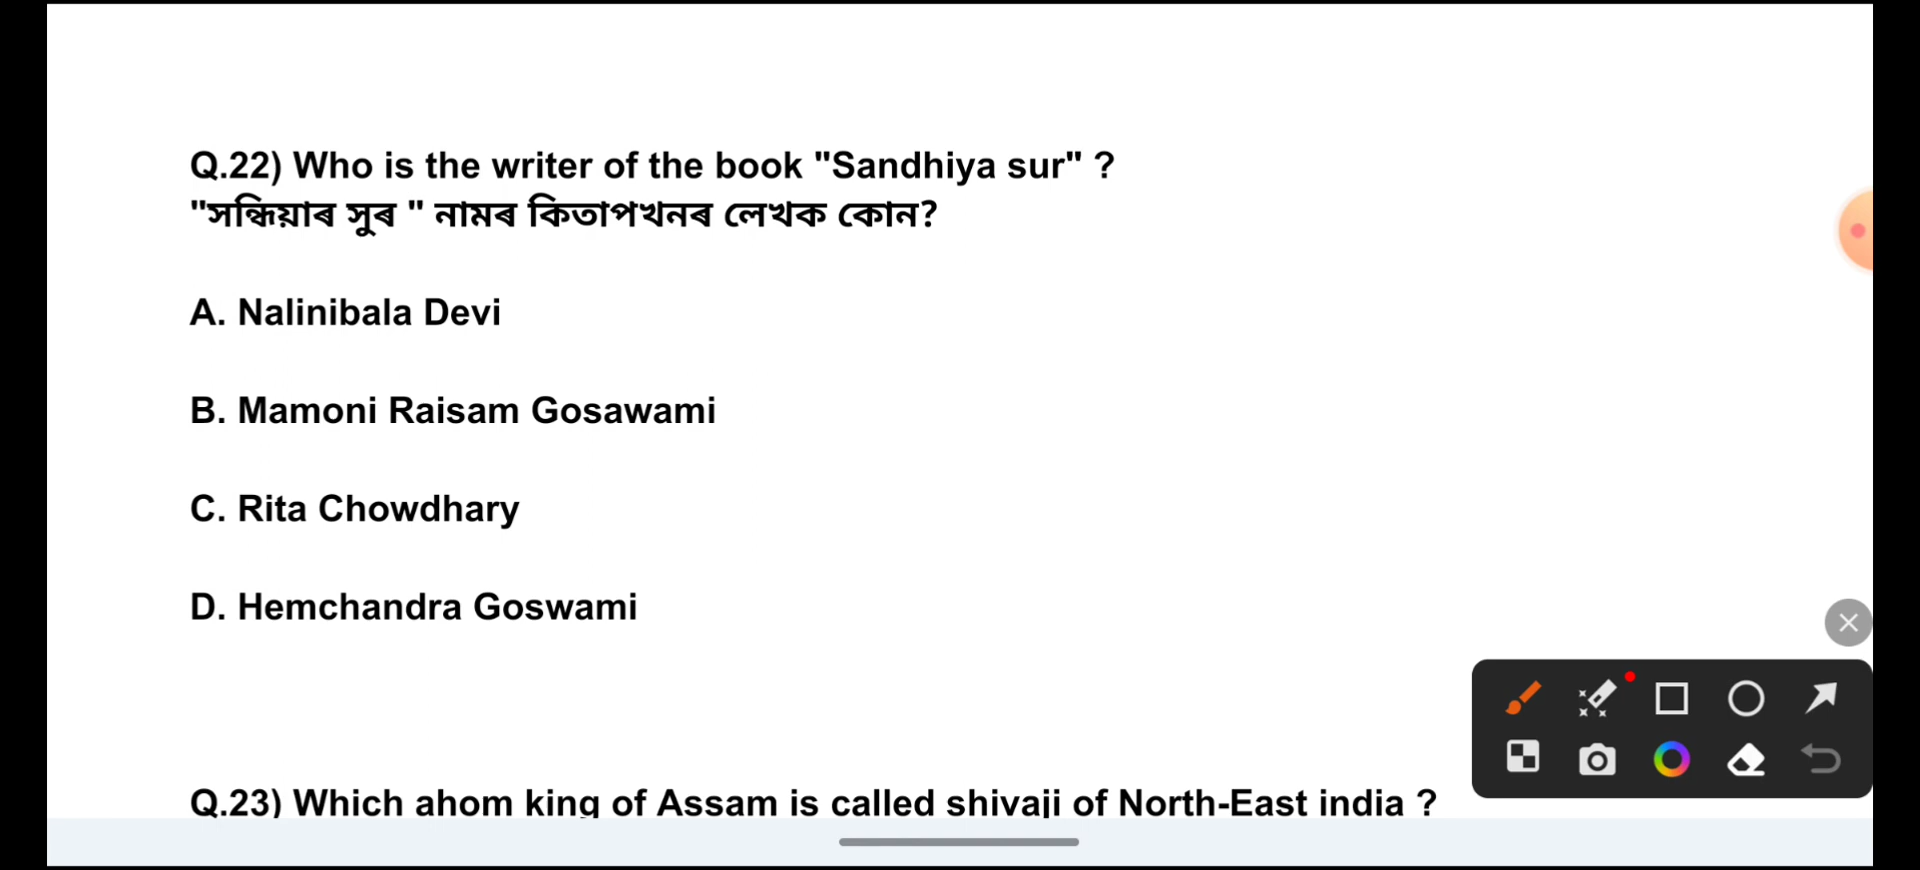 Q.22) Who is the writer of the book "Sandhiya sur" ?
"সন্ধিয়াৰ সুৰ " নামৰ কিতাপখনৰ লেখক কোন?
A. Nalinibala Devi
B. Mamoni Raisam Gosawami
C. Rita Chowdhary
D. Hemchandra Goswami
Q.23) Which ahom king of Assam is called shivaji of North-East india ?